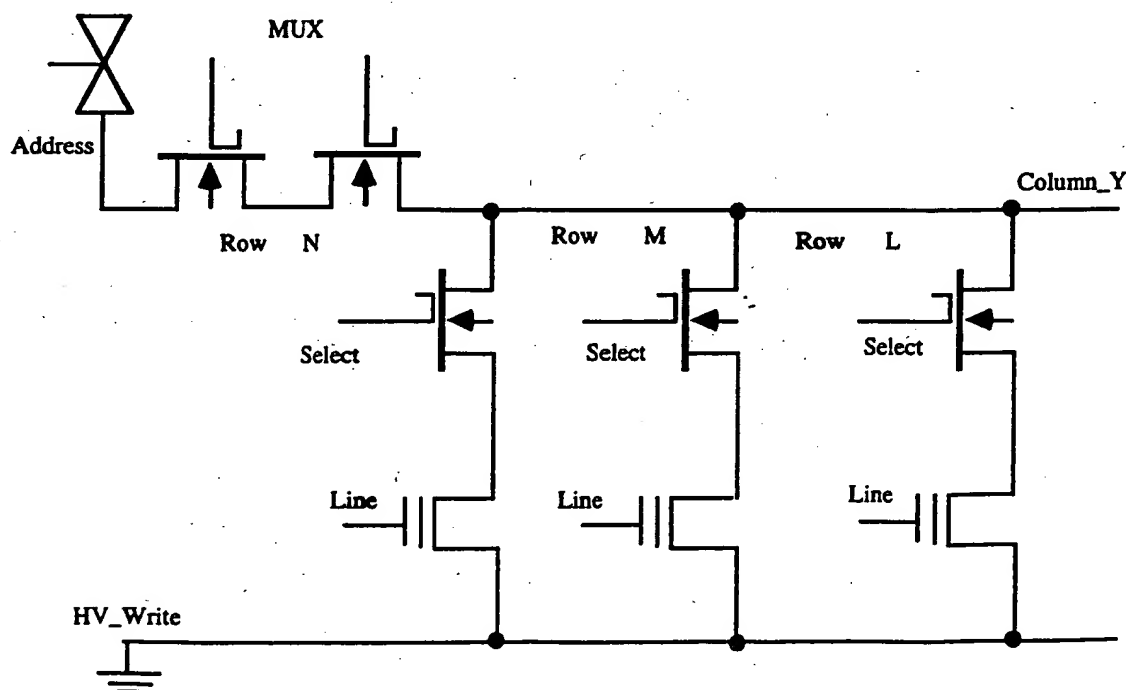 MUX
Address
Column_Y
Row N
Row M
Row L
Select
Select
Select
Line
Line
Line
HV_Write